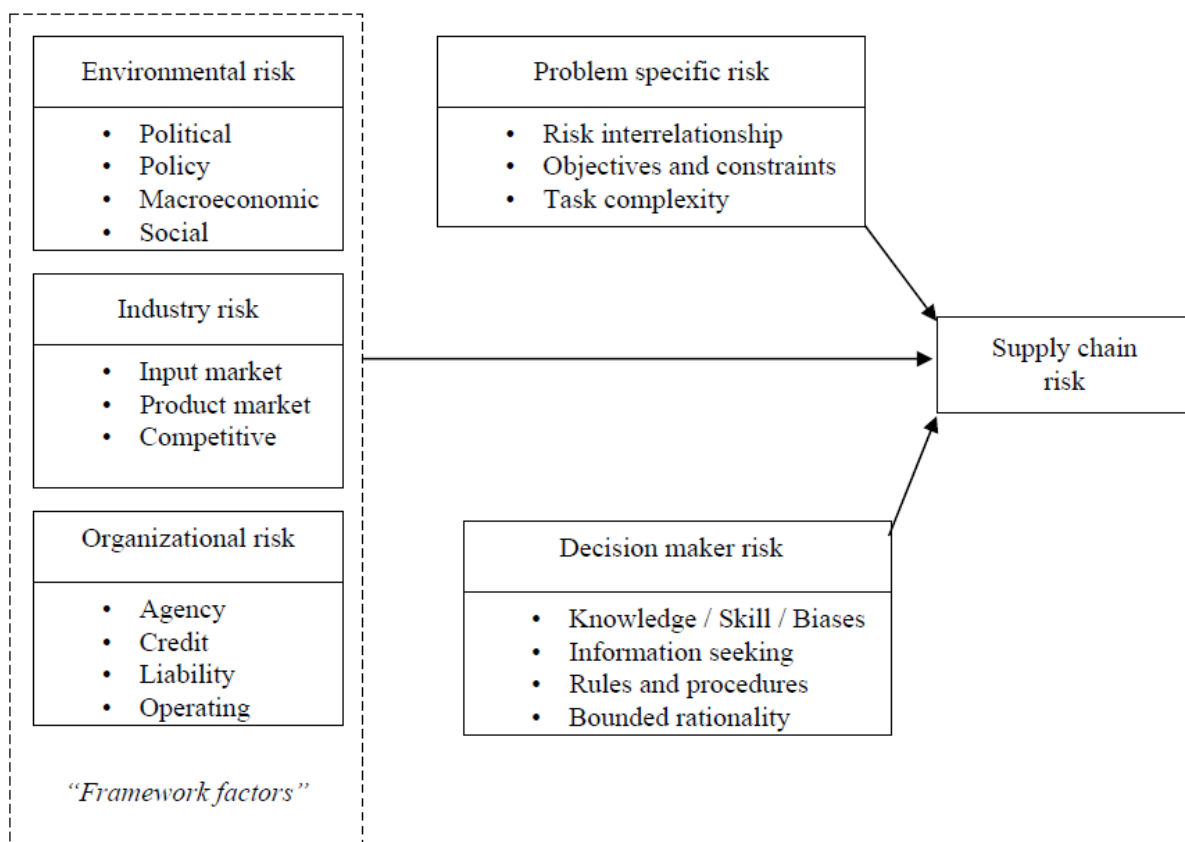 Environmental risk
• Political
• Policy
• Macroeconomic
• Social
Industry risk
• Input market
• Product market
• Competitive
Organizational risk
• Agency
• Credit
• Liability
• Operating
“Framework factors”
Problem specific risk
• Risk interrelationship
• Objectives and constraints
• Task complexity
Decision maker risk
• Knowledge / Skill / Biases
• Information seeking
• Rules and procedures
• Bounded rationality
Supply chain
risk